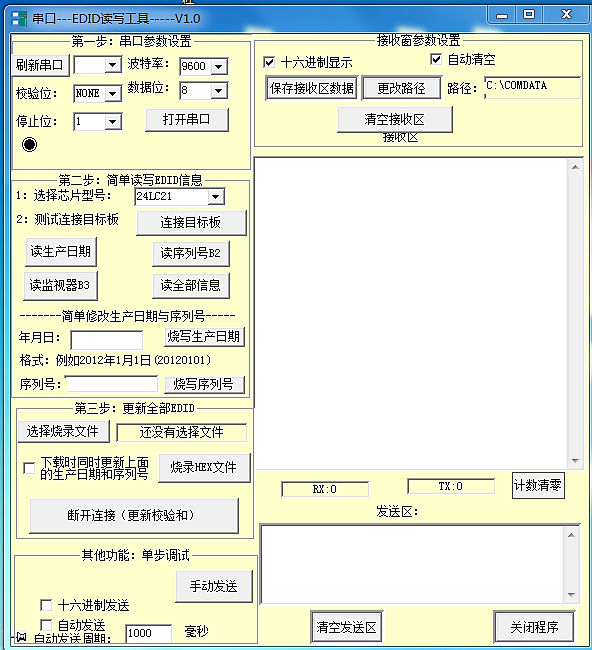 串口---EDID读写工具-----V1.0
第一步：串口参数设置
刷新串口
波特率：
9600
校验位：
NONE
数据位：
8
停止位：
1
打开串口
接收窗参数设置
十六进制显示
自动清空
保存接收区数据
更改路径
路径：
C:\COMDATA
清空接收区
接收区
第二步：简单读写EDID信息
1：选择芯片型号：
24LC21
2：测试连接目标板
连接目标板
读生产日期
读序列号B2
读监视器B3
读全部信息
-------简单修改生产日期与序列号-----
年月日：
烧写生产日期
格式：例如2012年1月1日(20120101)
序列号：
烧写序列号
第三步：更新全部EDID
选择烧录文件
还没有选择文件
下载时同时更新上面
的生产日期和序列号
烧录HEX文件
断开连接（更新校验和）
RX:0
TX:0
计数清零
发送区：
其他功能：单步调试
手动发送
十六进制发送
自动发送
自动发送周期：
1000
毫秒
清空发送区
关闭程序